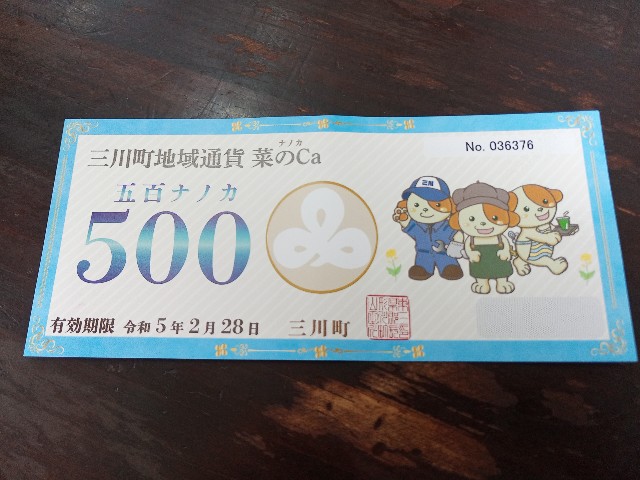 三川町地域通貨 菜のCa
ナノカ
No. 036376
五百ナノカ
500
有効期限 令和5年2月28日
三川町
三川